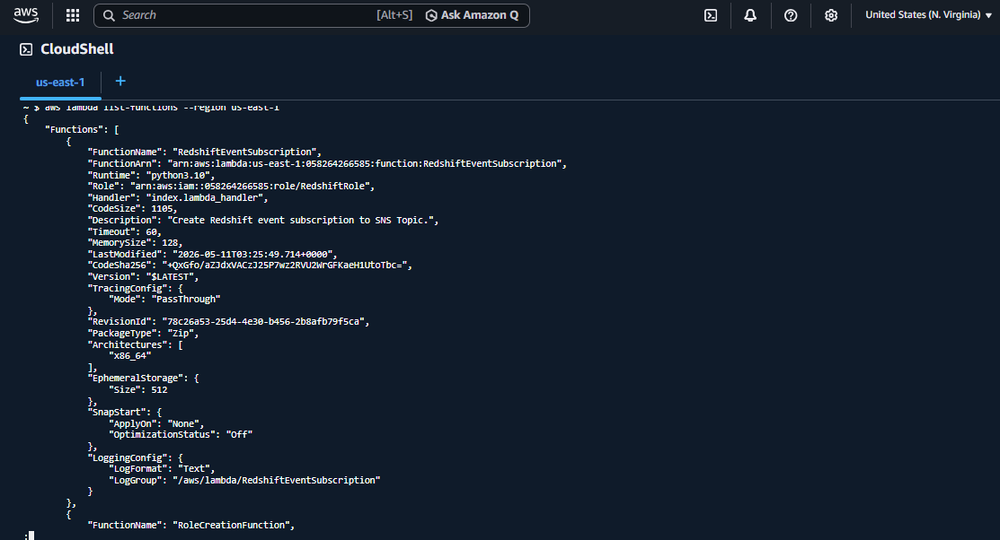 aws
Search
[Alt+S]
Ask Amazon Q
United States (N. Virginia)
CloudShell
us-east-1
+
~ $ aws lambda list-functions --region us-east-1
{
    "Functions": [
        {
            "FunctionName": "RedshiftEventSubscription",
            "FunctionArn": "arn:aws:lambda:us-east-1:058264266585:function:RedshiftEventSubscription",
            "Runtime": "python3.10",
            "Role": "arn:aws:iam::058264266585:role/RedshiftRole",
            "Handler": "index.lambda_handler",
            "CodeSize": 1105,
            "Description": "Create Redshift event subscription to SNS Topic.",
            "Timeout": 60,
            "MemorySize": 128,
            "LastModified": "2026-05-11T03:25:49.714+0000",
            "CodeSha256": "+QxGfo/aZJdxVACzJ25P7wz2RVU2WrGFKaeH1UtoTbc=",
            "Version": "$LATEST",
            "TracingConfig": {
                "Mode": "PassThrough"
            },
            "RevisionId": "78c26a53-25d4-4e30-b456-2b8afb79f5ca",
            "PackageType": "Zip",
            "Architectures": [
                "x86_64"
            ],
            "EphemeralStorage": {
                "Size": 512
            },
            "SnapStart": {
                "ApplyOn": "None",
                "OptimizationStatus": "Off"
            },
            "LoggingConfig": {
                "LogFormat": "Text",
                "LogGroup": "/aws/lambda/RedshiftEventSubscription"
            }
        },
        {
            "FunctionName": "RoleCreationFunction",
: